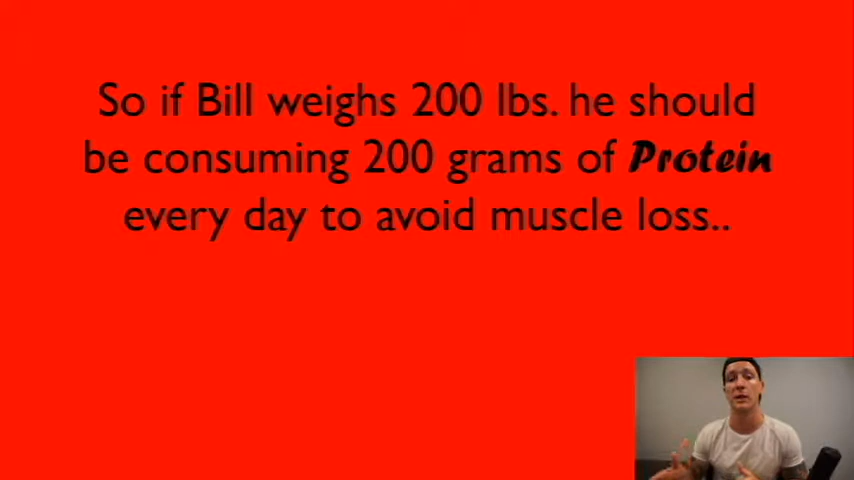 So if Bill weighs 200 lbs. he should
be consuming 200 grams of Protein
every day to avoid muscle loss..